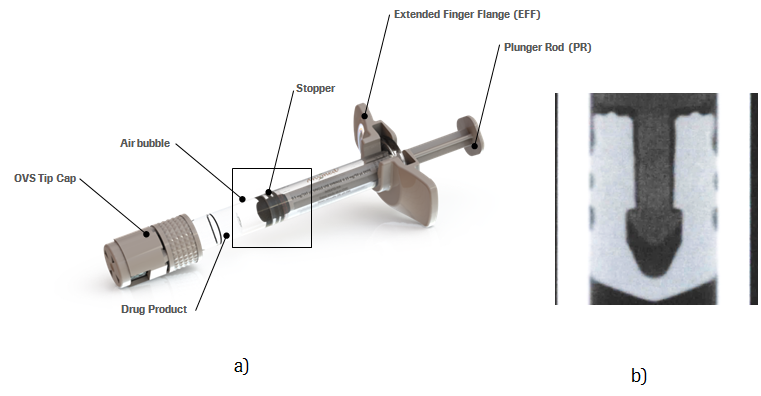 Extended Finger Flange (EFF)
Plunger Rod (PR)
Stopper
Air bubble
OVS Tip Cap
Drug Product
a)
b)